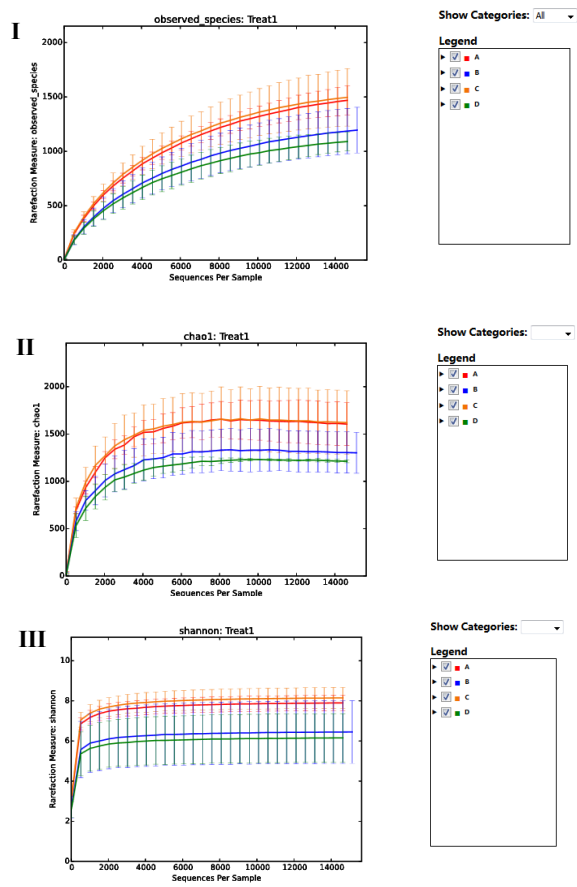 I
observed_species: Treat1
Show Categories: All
Legend
A
B
C
D
Rarefaction Measure: observed_species
2000
1500
1000
500
0
0 2000 4000 6000 8000 10000 12000 14000
Sequences Per Sample
II
chao1: Treat1
Show Categories:
Legend
A
B
C
D
Rarefaction Measure: chao1
2000
1500
1000
500
0
0 2000 4000 6000 8000 10000 12000 14000
Sequences Per Sample
III
shannon: Treat1
Show Categories:
Legend
A
B
C
D
Rarefaction Measure: shannon
10
8
6
4
2
0
0 2000 4000 6000 8000 10000 12000 14000
Sequences Per Sample